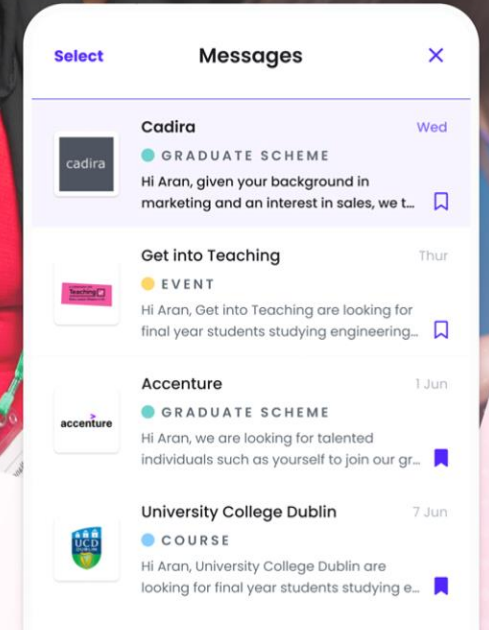 Select
Messages
cadira
Cadira
Wed
GRADUATE SCHEME
Hi Aran, given your background in
marketing and an interest in sales, we t...
Teaching
Get into Teaching
Thur
EVENT
Hi Aran, Get into Teaching are looking for
final year students studying engineering...
accenture
Accenture
1 Jun
GRADUATE SCHEME
Hi Aran, we are looking for talented
individuals such as yourself to join our gr...
UCD
DUBLIN
University College Dublin
7 Jun
COURSE
Hi Aran, University College Dublin are
looking for final year students studying e...